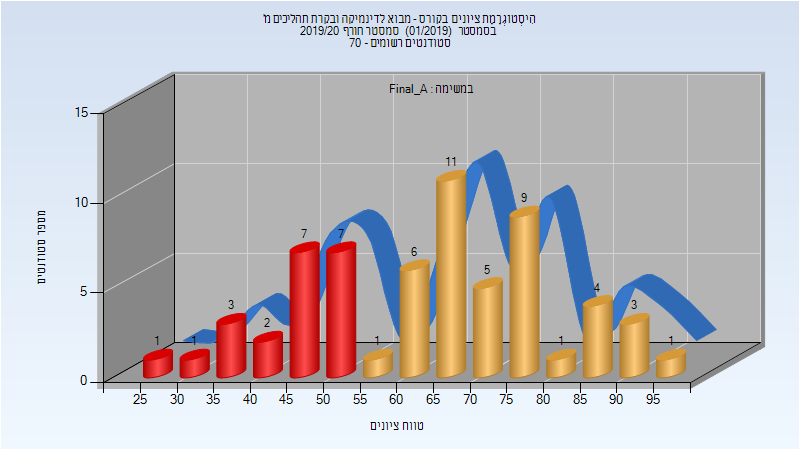 הִיסְטוֹגְרָמַת ציונים בקורס - מבוא לדינמיקה ובקרת תהליכים מ'
בסמסטר (01/2019) סמסטר חורף 2019/20
סטודנטים רשומים - 70
במשימה : Final_A
מספר סטודנטים
15
10
5
0
1
1
3
2
7
7
1
6
11
5
9
1
4
3
1
25 30 35 40 45 50 55 60 65 70 75 80 85 90 95
טווח ציונים